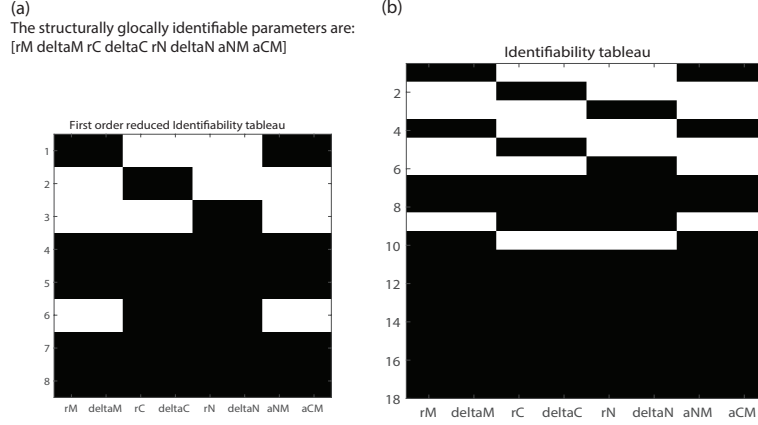 (a)
The structurally glocally identifiable parameters are:
[rM deltaM rC deltaC rN deltaN aNM aCM]
First order reduced Identifiability tableau
1
2
3
4
5
6
7
8
rM deltaM rC deltaC rN deltaN aNM aCM
(b)
Identifiability tableau
2
4
6
8
10
12
14
16
18
rM deltaM rC deltaC rN deltaN aNM aCM